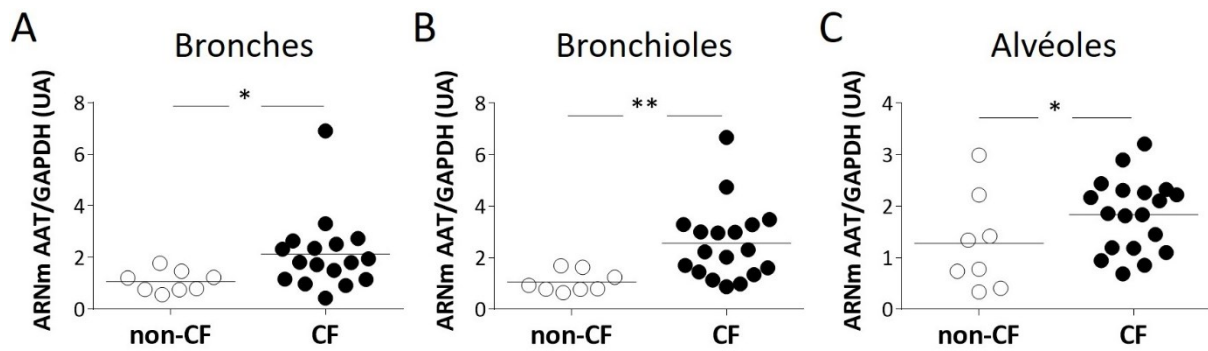 A
Bronches
ARNm AAT/GAPDH (UA)
*
8
6
4
2
0
non-CF
CF
B
Bronchioles
ARNm AAT/GAPDH (UA)
**
8
6
4
2
0
non-CF
CF
C
Alvéoles
ARNm AAT/GAPDH (UA)
*
4
3
2
1
0
non-CF
CF